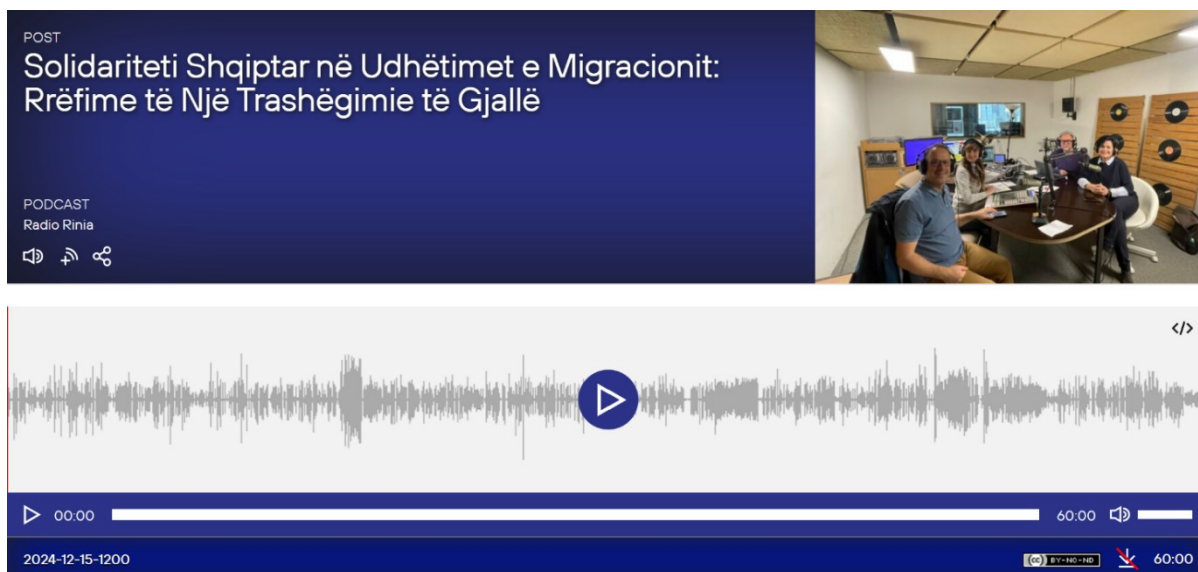 POST
Solidariteti Shqiptar në Udhëtimet e Migracionit:
Rrëfime të Një Trashëgimie të Gjallë
PODCAST
Radio Rinia
</>
00:00
60:00
2024-12-15-1200
cc BY-NC-ND
60:00